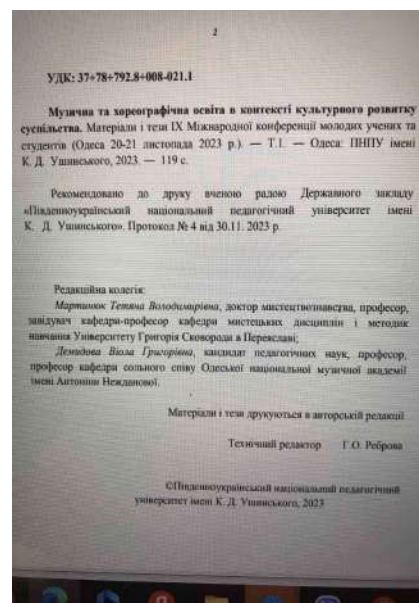 2
УДК: 37+78+792.8+008-021.1
Музична та хореографічна освіта в контексті культурного розвитку
суспільства. Матеріали і тези IX Міжнародної конференції молодих учених та
студентів (Одеса 20-21 листопада 2023 р.). — Т.1. — Одеса: ПНПУ імені
К. Д. Ушинського, 2023. — 119 с.
Рекомендовано до друку вченою радою Державного закладу
«Південноукраїнський національний педагогічний університет імені
К. Д. Ушинського». Протокол № 4 від 30.11. 2023 р.
Редакційна колегія:
Мартинюк Тетяна Володимирівна, доктор мистецтвознавства, професор,
завідувач кафедри-професор кафедри мистецьких дисциплін і методик
навчання Університету Григорія Сковороди в Переяславі;
Демидова Віола Григорівна, кандидат педагогічних наук, професор,
професор кафедри сольного співу Одеської національної музичної академії
імені Антоніни Нежданової.
Матеріали і тези друкуються в авторській редакції
Технічний редактор Г.О. Реброва
©Південноукраїнський національний педагогічний
університет імені К. Д. Ушинського, 2023